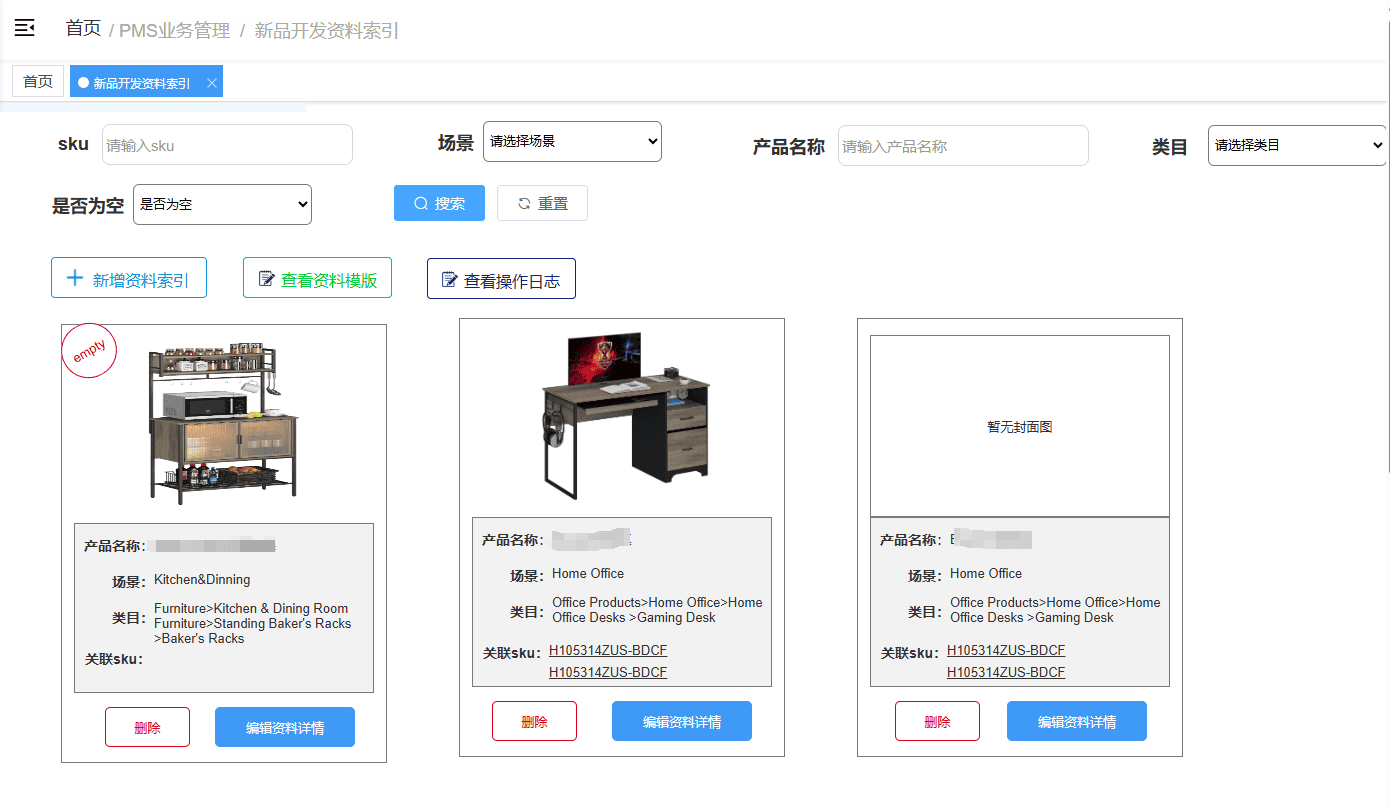 首页 / PMS业务管理 / 新品开发资料索引
首页
新品开发资料索引
sku 请输入sku
场景 请选择场景
产品名称 请输入产品名称
类目 请选择类目
是否为空 是否为空
搜索
重置
新增资料索引
查看资料模版
查看操作日志
empty
产品名称:
场景: Kitchen&Dinning
类目: Furniture>Kitchen & Dining Room
Furniture>Standing Baker's Racks
>Baker's Racks
关联sku:
删除
编辑资料详情
产品名称:
场景: Home Office
类目: Office Products>Home Office>Home
Office Desks >Gaming Desk
关联sku: H105314ZUS-BDCF
H105314ZUS-BDCF
删除
编辑资料详情
暂无封面图
产品名称:
场景: Home Office
类目: Office Products>Home Office>Home
Office Desks >Gaming Desk
关联sku: H105314ZUS-BDCF
H105314ZUS-BDCF
删除
编辑资料详情